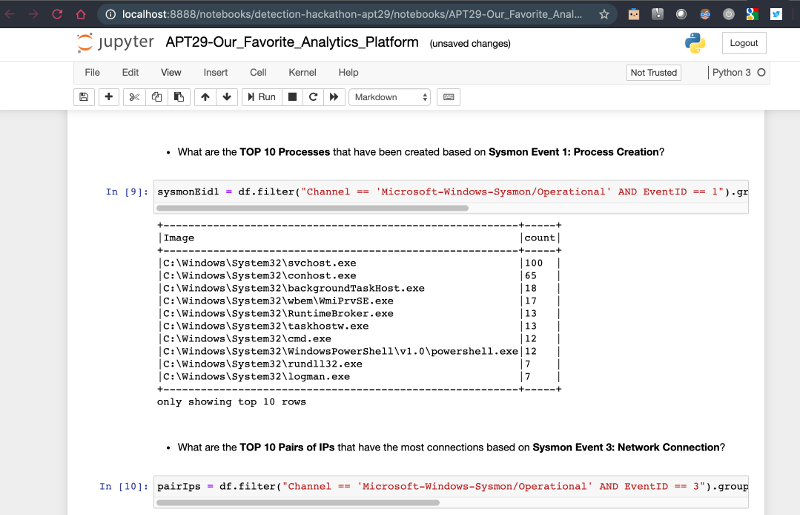 localhost:8888/notebooks/detection-hackathon-apt29/notebooks/APT29-Our_Favorite_Anal...
jupyter APT29-Our_Favorite_Analytics_Platform (unsaved changes)
Logout
File Edit View Insert Cell Kernel Help
Not Trusted
Python 3
Run
Markdown
• What are the TOP 10 Processes that have been created based on Sysmon Event 1: Process Creation?
In [9]: sysmonEid1 = df.filter("Channel == 'Microsoft-Windows-Sysmon/Operational' AND EventID == 1").gr
+---------------------------------------------------------+-----+
|Image |count|
+---------------------------------------------------------+-----+
|C:\Windows\System32\svchost.exe |100 |
|C:\Windows\System32\conhost.exe |65 |
|C:\Windows\System32\backgroundTaskHost.exe |18 |
|C:\Windows\System32\wbem\WmiPrvSE.exe |17 |
|C:\Windows\System32\RuntimeBroker.exe |13 |
|C:\Windows\System32\taskhostw.exe |13 |
|C:\Windows\System32\cmd.exe |12 |
|C:\Windows\System32\WindowsPowerShell\v1.0\powershell.exe|12 |
|C:\Windows\System32\rundll32.exe |7 |
|C:\Windows\System32\logman.exe |7 |
+---------------------------------------------------------+-----+
only showing top 10 rows
• What are the TOP 10 Pairs of IPs that have the most connections based on Sysmon Event 3: Network Connection?
In [10]: pairIps = df.filter("Channel == 'Microsoft-Windows-Sysmon/Operational' AND EventID == 3").group